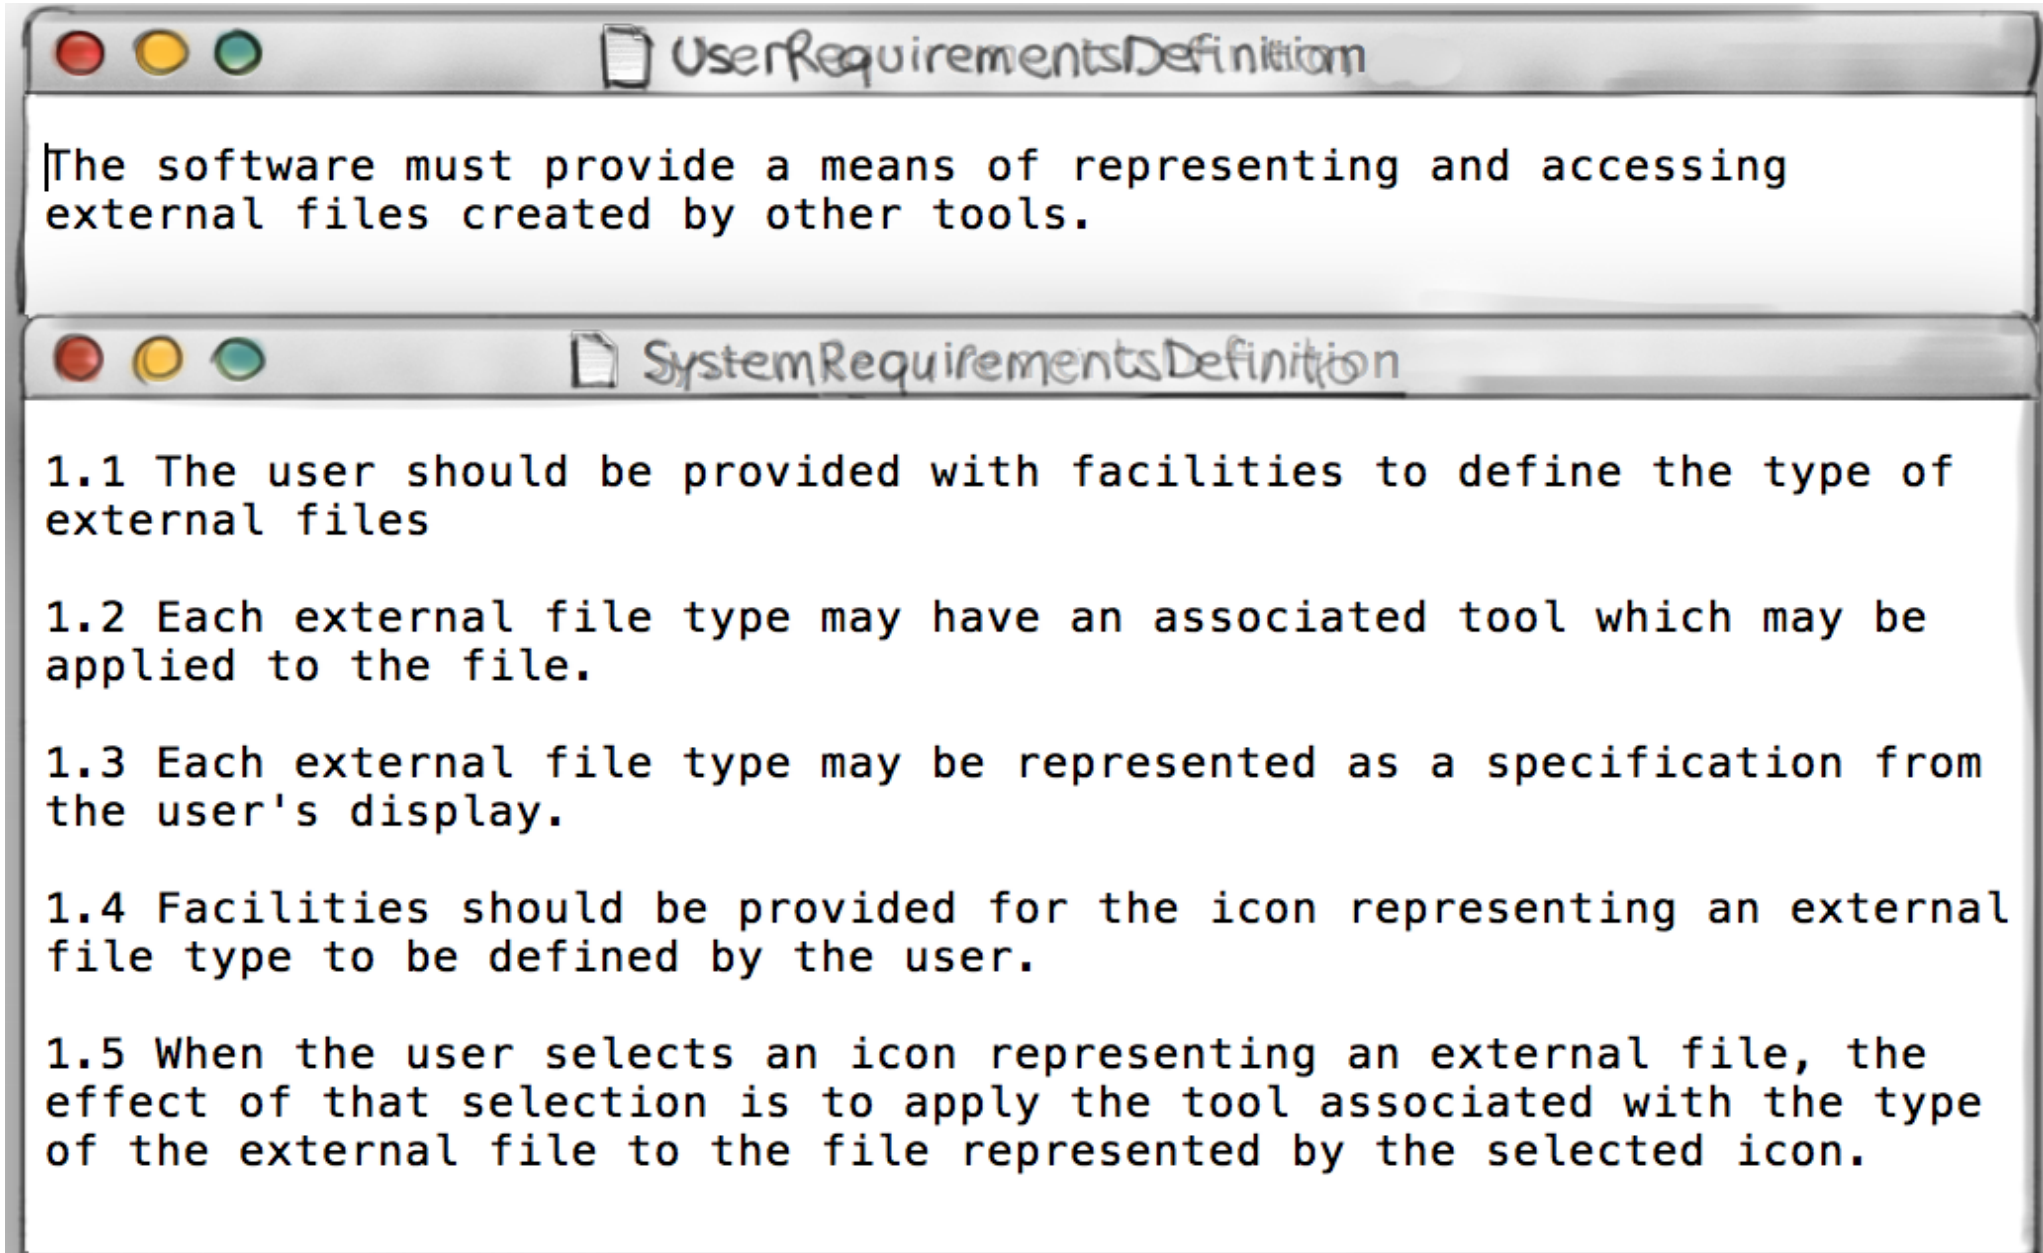 UserRequirementsDefinition
The software must provide a means of representing and accessing
external files created by other tools.
SystemRequirementsDefinition
1.1 The user should be provided with facilities to define the type of
external files
1.2 Each external file type may have an associated tool which may be
applied to the file.
1.3 Each external file type may be represented as a specification from
the user's display.
1.4 Facilities should be provided for the icon representing an external
file type to be defined by the user.
1.5 When the user selects an icon representing an external file, the
effect of that selection is to apply the tool associated with the type
of the external file to the file represented by the selected icon.